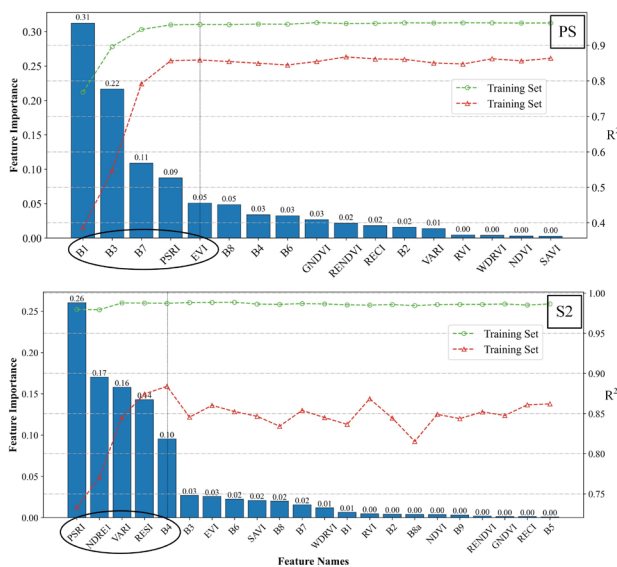 PS
0.30
0.25
0.20
0.15
0.10
0.05
0.00
Feature Importance
0.31
0.22
0.11
0.09
0.05
0.05
0.03
0.03
0.03
0.02
0.02
0.02
0.01
0.00
0.00
0.00
0.00
Training Set
Training Set
0.9
0.8
0.7
0.6
0.5
0.4
R²
B1
B3
B7
PSRI
EVI
B8
B4
B6
GNDVI
RENDVI
RECI
B2
VARI
RVI
WDRVI
NDVI
SAVI
S2
0.25
0.20
0.15
0.10
0.05
0.00
Feature Importance
0.26
0.17
0.16
0.14
0.10
0.03
0.03
0.02
0.02
0.02
0.02
0.01
0.01
0.00
0.00
0.00
0.00
0.00
0.00
0.00
0.00
0.00
Training Set
Training Set
1.00
0.95
0.90
0.85
0.80
0.75
R²
PSRI
NDRE1
VARI
RESI
B4
B3
EVI
B6
SAVI
B8
B7
WDRVI
B1
RVI
B2
B8a
NDVI
B9
RENDVI
GNDVI
RECI
B5
Feature Names